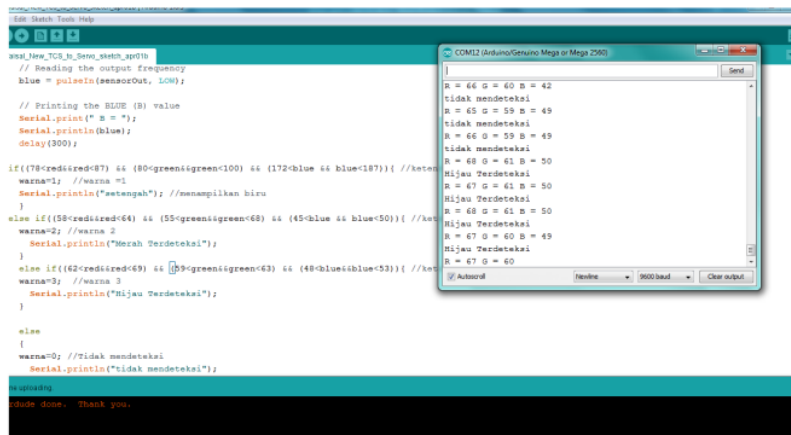 Edit Sketch Tools Help
// Reading the output frequency
blue = pulseIn(sensorOut, LOW);
// Printing the BLUE (B) value
Serial.print(" B = ");
Serial.println(blue);
delay(300);
if((78<red&&red<87) && (80<green&&green<100) && (172<blue && blue<187)){
warna=1; //warna =1
Serial.println("setengah"); //menampilkan biru
}
else if((58<red&&red<64) && (55<green&&green<68) && (45<blue && blue<50)){
warna=2; //warna 2
Serial.println("Merah Terdeteksi");
}
else if((62<red&&red<69) && (59<green&&green<63) && (48<blue&&blue<53)){
warna=3; //warna 3
Serial.println("Hijau Terdeteksi");
}
else
{
warna=0; //Tidak mendeteksi
Serial.println("tidak mendeteksi");
uploading.
done. Thank you.
COM12 (Arduino/Genuino Mega or Mega 2560)
Send
R = 66 G = 60 B = 42
tidak mendeteksi
R = 65 G = 59 B = 49
tidak mendeteksi
R = 66 G = 59 B = 49
tidak mendeteksi
R = 68 G = 61 B = 50
Hijau Terdeteksi
R = 67 G = 61 B = 50
Hijau Terdeteksi
R = 68 G = 61 B = 50
Hijau Terdeteksi
R = 67 G = 60 B = 49
Hijau Terdeteksi
R = 67 G = 60
Autoscroll Newline 9600 baud Clear output